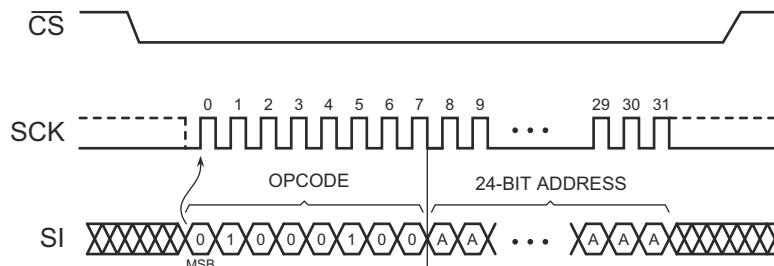 CS
0 1 2 3 4 5 6 7 8 9 29 30 31
SCK
OPCODE 24-BIT ADDRESS
SI 0 1 0 0 0 1 0 0 A A A A A
MSB